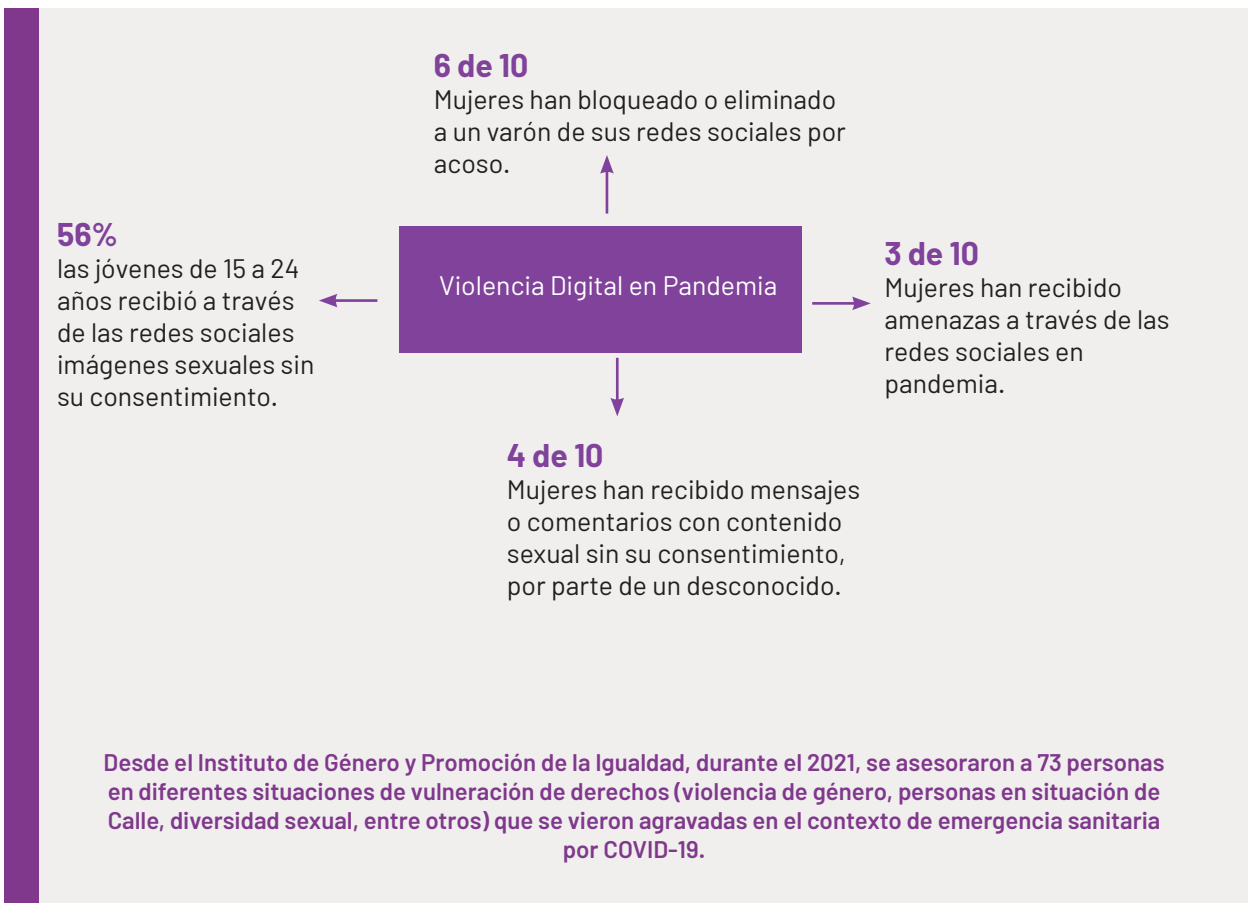 6 de 10
Mujeres han bloqueado o eliminado
a un varón de sus redes sociales por
acoso.
56%
las jóvenes de 15 a 24
años recibió a través
de las redes sociales
imágenes sexuales sin
su consentimiento.
Violencia Digital en Pandemia
3 de 10
Mujeres han recibido
amenazas a través de las
redes sociales en
pandemia.
4 de 10
Mujeres han recibido mensajes
o comentarios con contenido
sexual sin su consentimiento,
por parte de un desconocido.
Desde el Instituto de Género y Promoción de la Igualdad, durante el 2021, se asesoraron a 73 personas
en diferentes situaciones de vulneración de derechos (violencia de género, personas en situación de
Calle, diversidad sexual, entre otros) que se vieron agravadas en el contexto de emergencia sanitaria
por COVID-19.